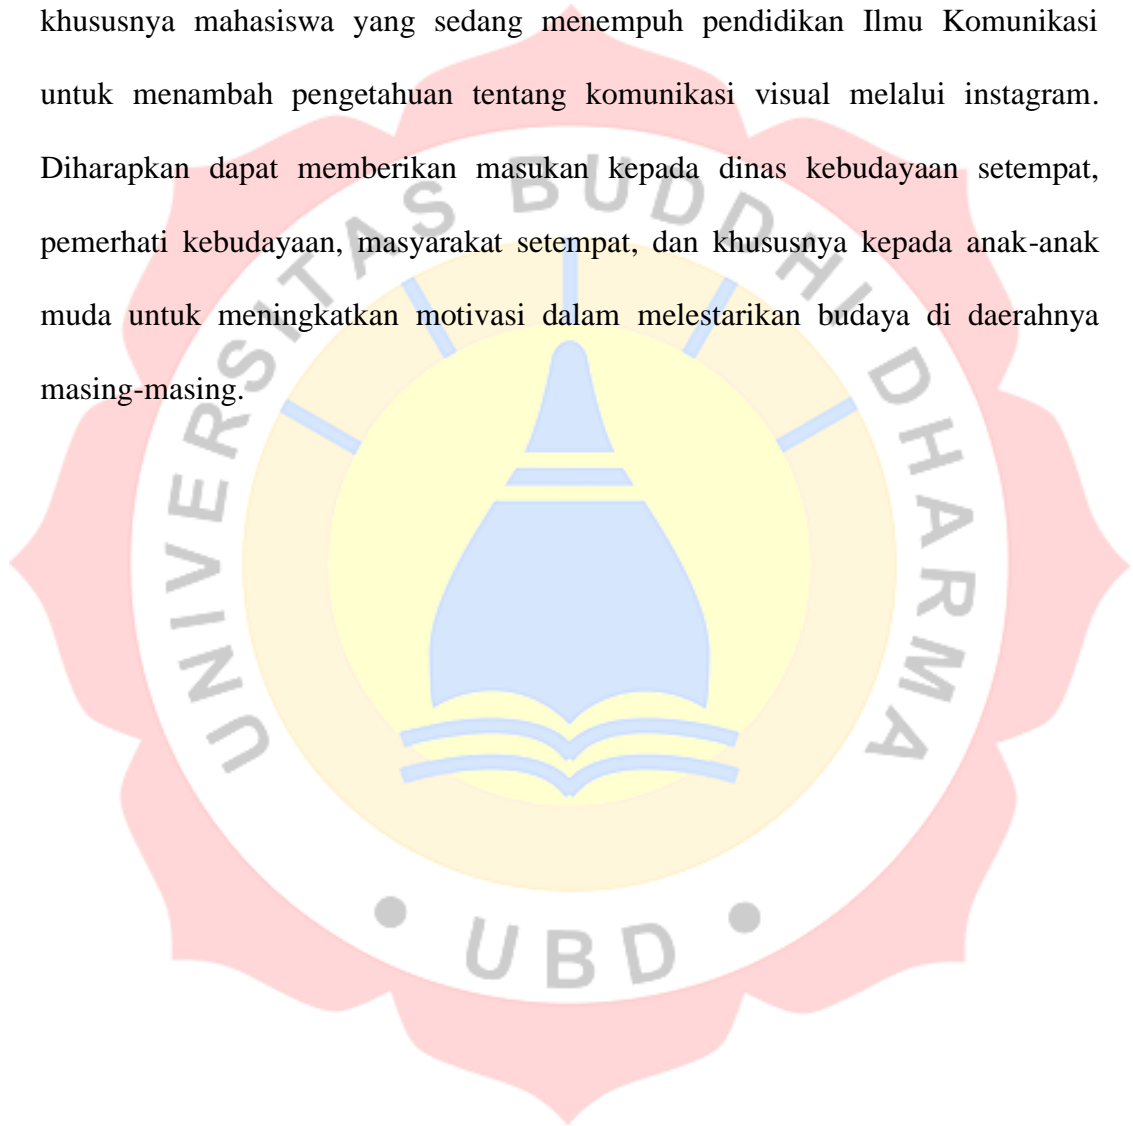 khususnya mahasiswa yang sedang menempuh pendidikan Ilmu Komunikasi
untuk menambah pengetahuan tentang komunikasi visual melalui instagram.
Diharapkan dapat memberikan masukan kepada dinas kebudayaan setempat,
pemerhati kebudayaan, masyarakat setempat, dan khususnya kepada anak-anak
muda untuk meningkatkan motivasi dalam melestarikan budaya di daerahnya
masing-masing.
UNIVERSITAS BUDDHI DHARMA
• UBD •